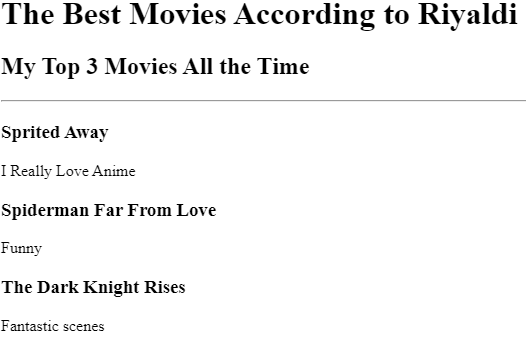 The Best Movies According to Riyaldi
My Top 3 Movies All the Time
Sprited Away
I Really Love Anime
Spiderman Far From Love
Funny
The Dark Knight Rises
Fantastic scenes